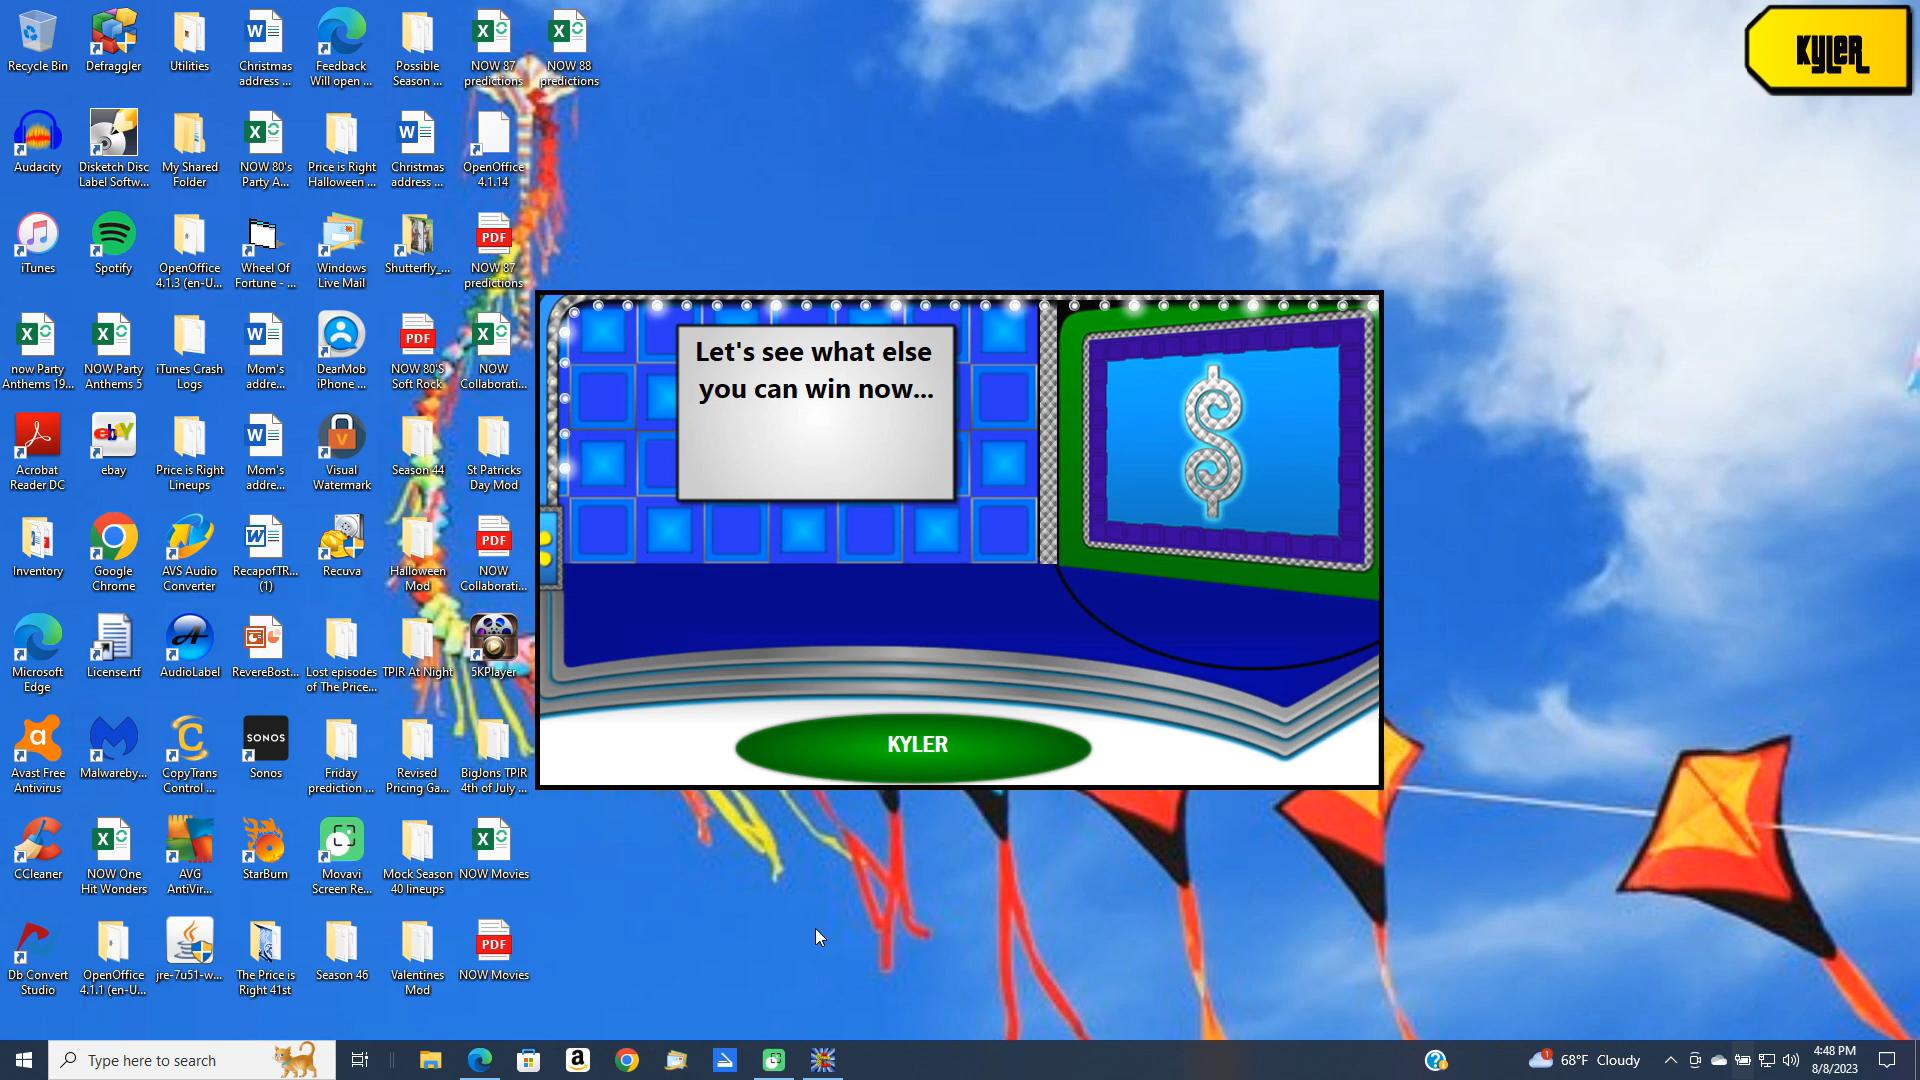 Recycle Bin
Defraggler
Utilities
Christmas
address ...
Feedback
Will open ...
Possible
Season ...
NOW 87
predictions
NOW 88
predictions
KYLER
Audacity
Disketch Disc
Label Softw...
My Shared
Folder
NOW 80's
Party A...
Price is Right
Halloween ...
Christmas
address ...
OpenOffice
4.1.14
iTunes
Spotify
OpenOffice
4.1.3 (en-U...
Wheel Of
Fortune - ...
Windows
Live Mail
Shutterfly_...
PDF
NOW 87
predictions
now Party
Anthems 19...
NOW Party
Anthems 5
iTunes Crash
Logs
Mom's
addre...
DearMob
iPhone ...
PDF
NOW 80'S
Soft Rock
NOW
Collaborati...
Let's see what else
you can win now...
Acrobat
Reader DC
ebay
ebay
Price is Right
Lineups
Mom's
addre...
Visual
Watermark
Season 44
St Patricks
Day Mod
Inventory
Google
Chrome
AVS Audio
Converter
RecapofTR...
(1)
Recuva
Halloween
Mod
PDF
NOW
Collaborati...
Microsoft
Edge
License.rtf
AudioLabel
RevereBost...
Lost episodes
of The Price...
TPIR At Night
5KPlayer
Avast Free
Antivirus
Malwareby...
CopyTrans
Control ...
SONOS
Sonos
Friday
prediction ...
Revised
Pricing Ga...
BigJons TPIR
4th of July ...
KYLER
CCleaner
NOW One
Hit Wonders
AVG
AntiVir...
StarBurn
Movavi
Screen Re...
Mock Season
40 lineups
NOW Movies
Db Convert
Studio
OpenOffice
4.1.1 (en-U...
jre-7u51-w...
The Price is
Right 41st
Season 46
Valentines
Mod
PDF
NOW Movies
Type here to search
1
68°F Cloudy
4:48 PM
8/8/2023